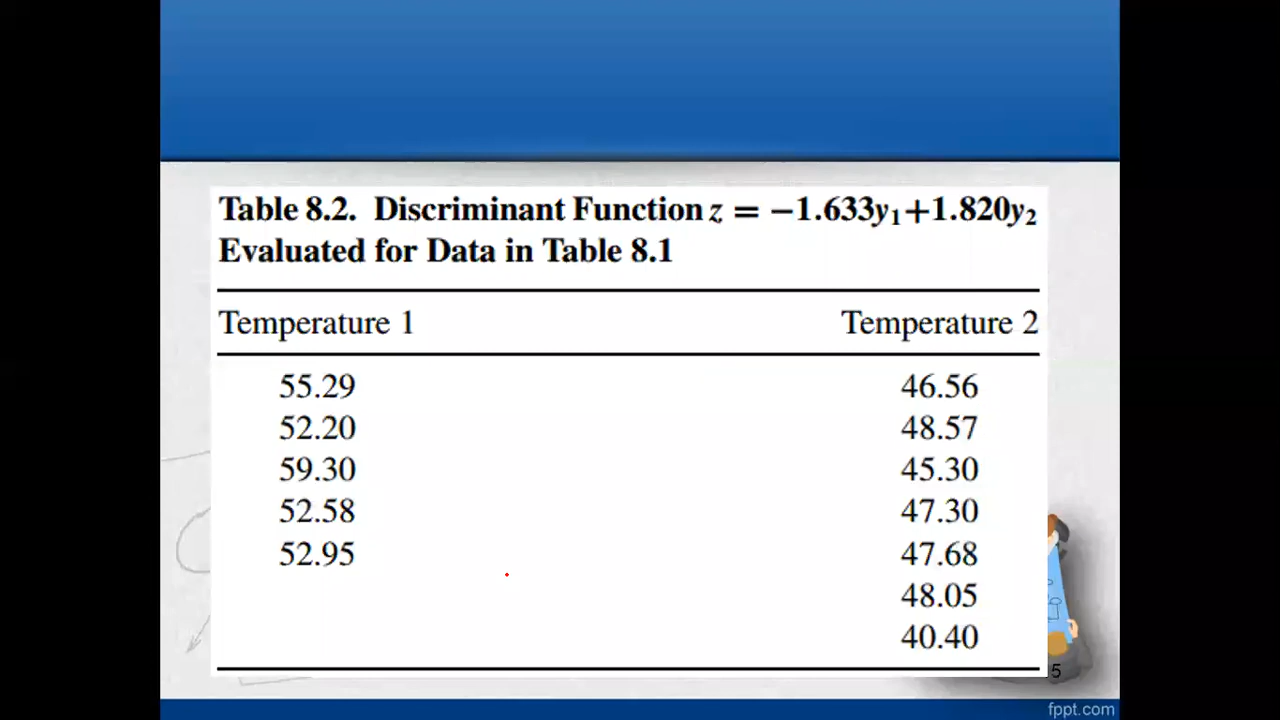 Table 8.2. Discriminant Function z = −1.633y₁+1.820y₂
Evaluated for Data in Table 8.1
Temperature 1 Temperature 2
55.29 46.56
52.20 48.57
59.30 45.30
52.58 47.30
52.95 47.68
48.05
40.40
5
fppt.com